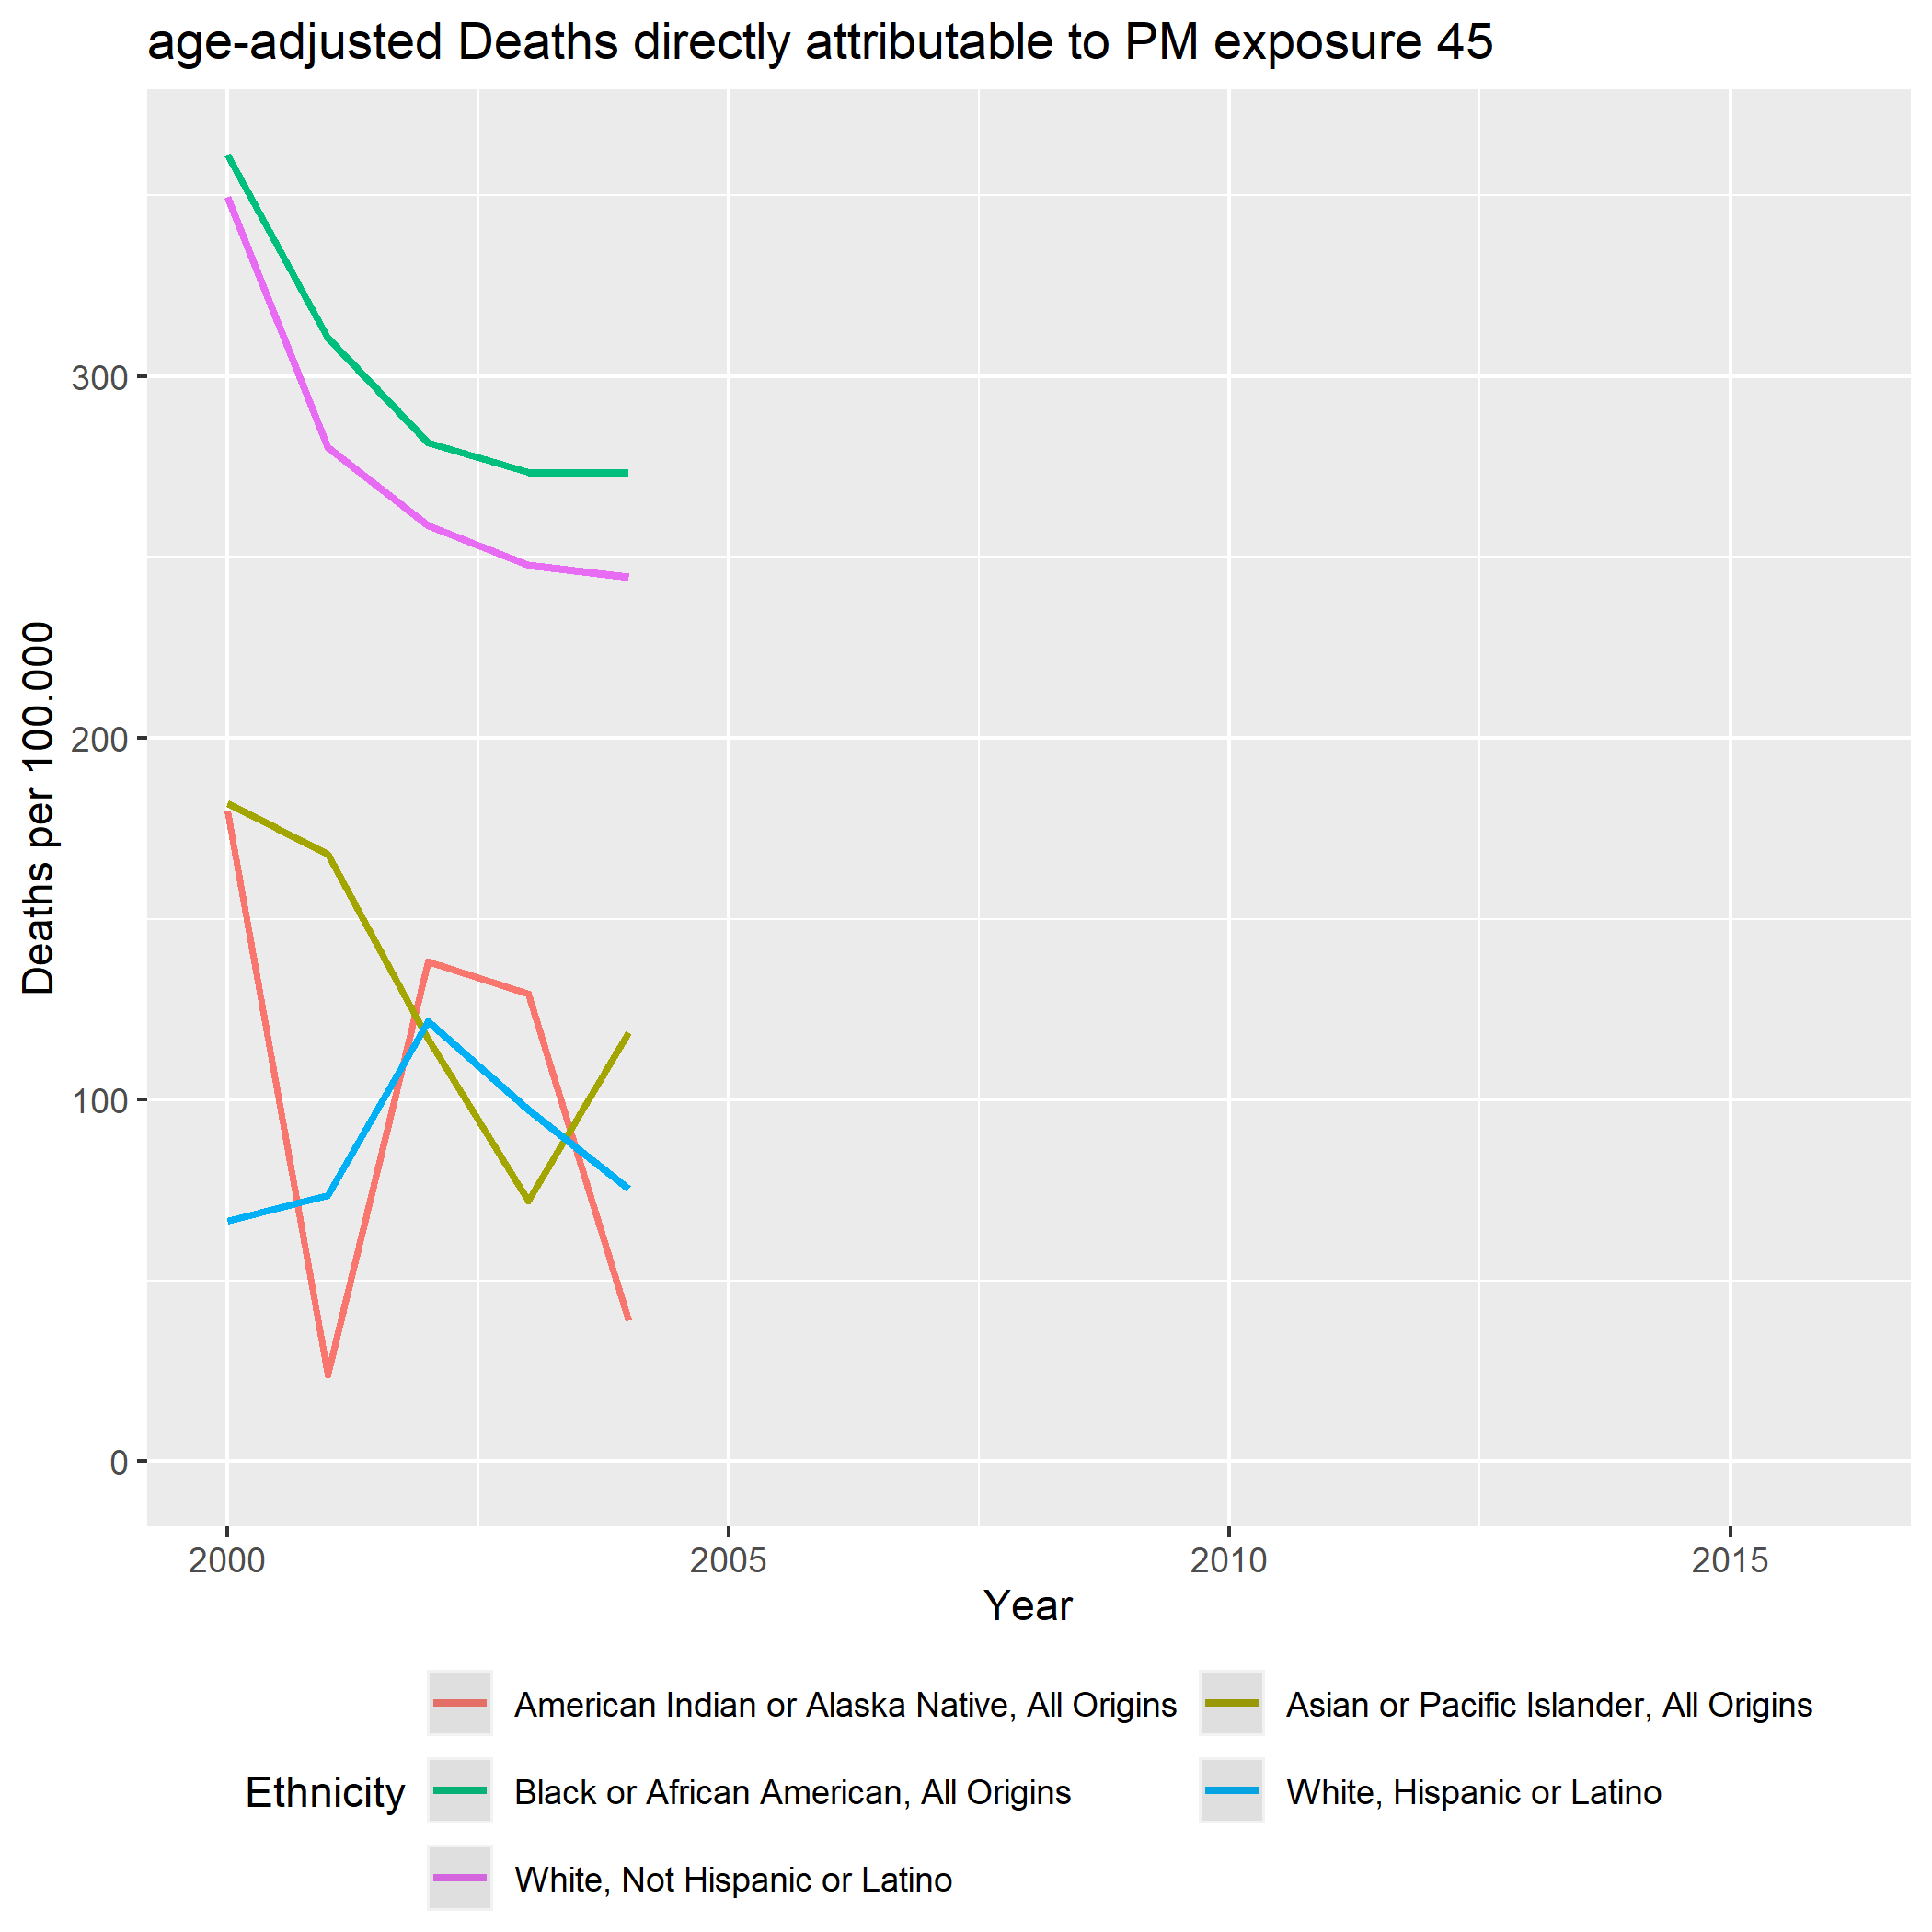 age-adjusted Deaths directly attributable to PM exposure 45
Deaths per 100.000
300
200
100
0
2000
2005
2010
2015
Year
Ethnicity
American Indian or Alaska Native, All Origins
Asian or Pacific Islander, All Origins
Black or African American, All Origins
White, Hispanic or Latino
White, Not Hispanic or Latino